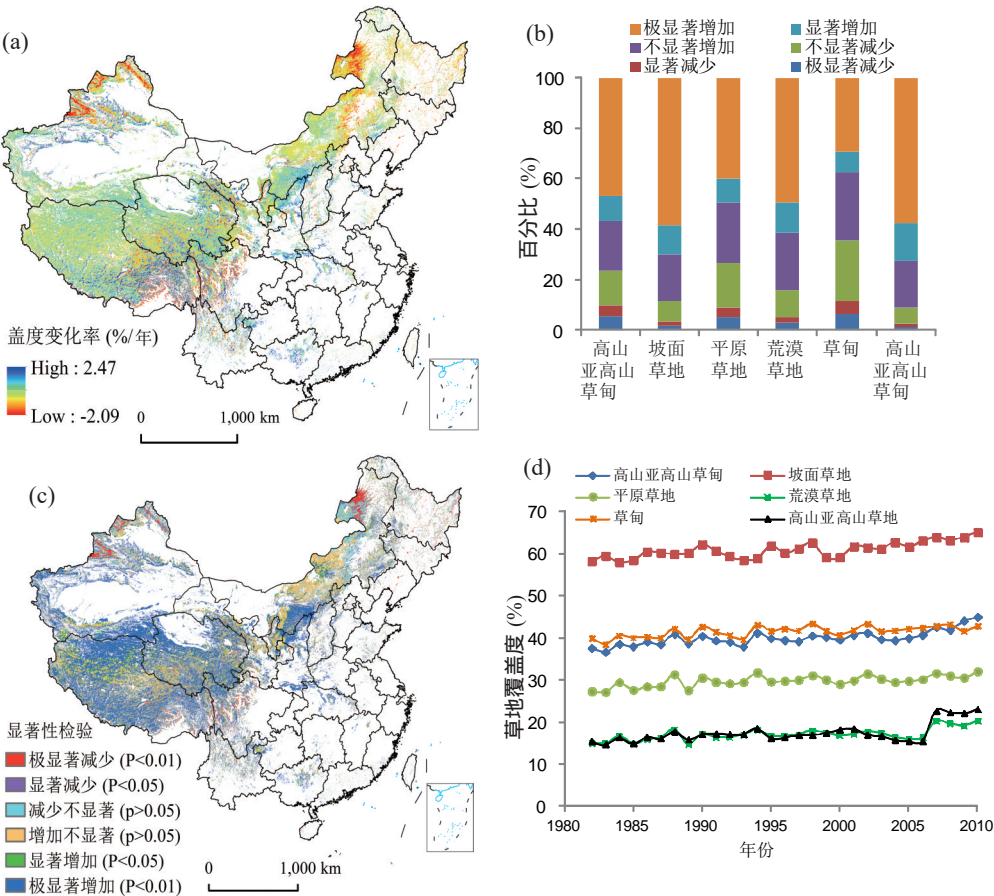 (a)
盖度变化率 (%/年)
High : 2.47
Low : -2.09
0 1,000 km
(b)
极显著增加 显著增加
不显著增加 不显著减少
显著减少 极显著减少
百分比 (%)
100
80
60
40
20
0
高山亚高山草甸
坡面草地
平原草地
荒漠草地
草甸
高山亚高山草甸
(c)
显著性检验
极显著减少 (P<0.01)
显著减少 (P<0.05)
减少不显著 (p>0.05)
增加不显著 (p>0.05)
显著增加 (P<0.05)
极显著增加 (P<0.01)
0 1,000 km
(d)
高山亚高山草甸 坡面草地
平原草地 荒漠草地
草甸 高山亚高山草地
草地覆盖度 (%)
70
60
50
40
30
20
10
0
1980 1985 1990 1995 2000 2005 2010
年份